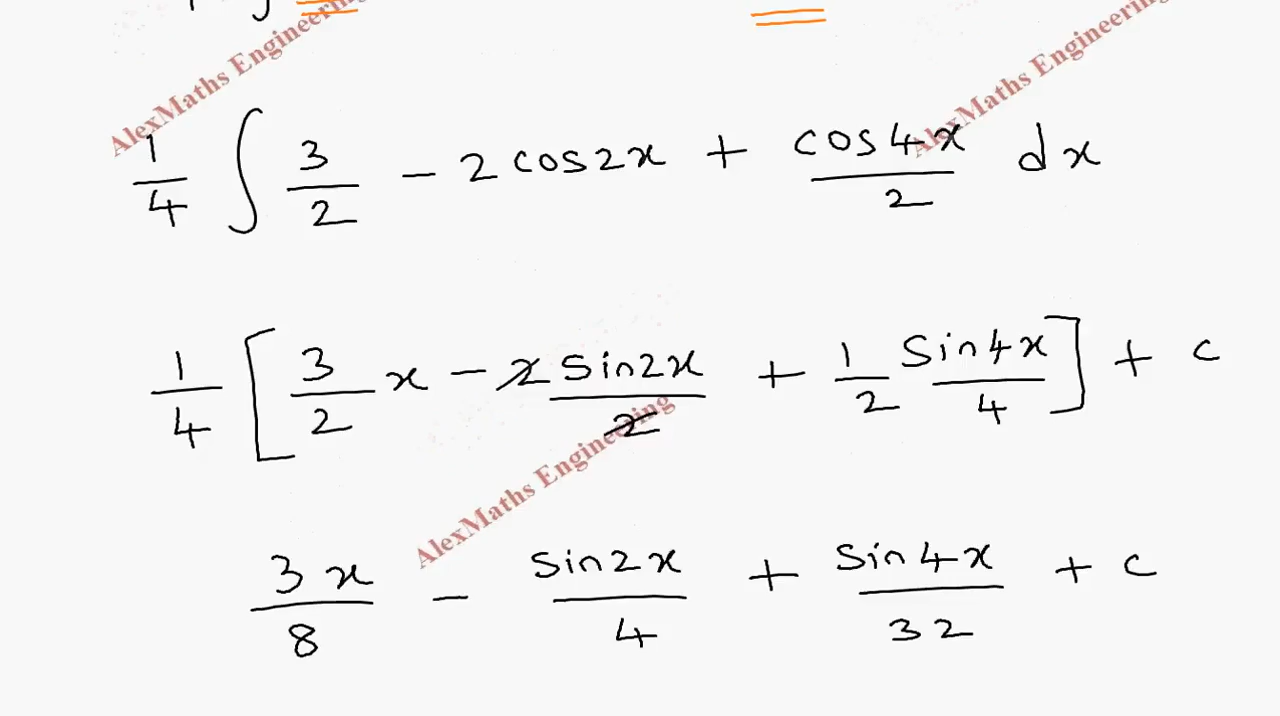 AlexMaths Engineering
AlexMaths Engineering
1/4 ∫ 3/2 - 2cos2x + cos4x/2 dx
1/4 [ 3/2 x - 2 sin2x/2 + 1/2 sin4x/4 ] + c
AlexMaths Engineering
3x/8 - sin2x/4 + sin4x/32 + c